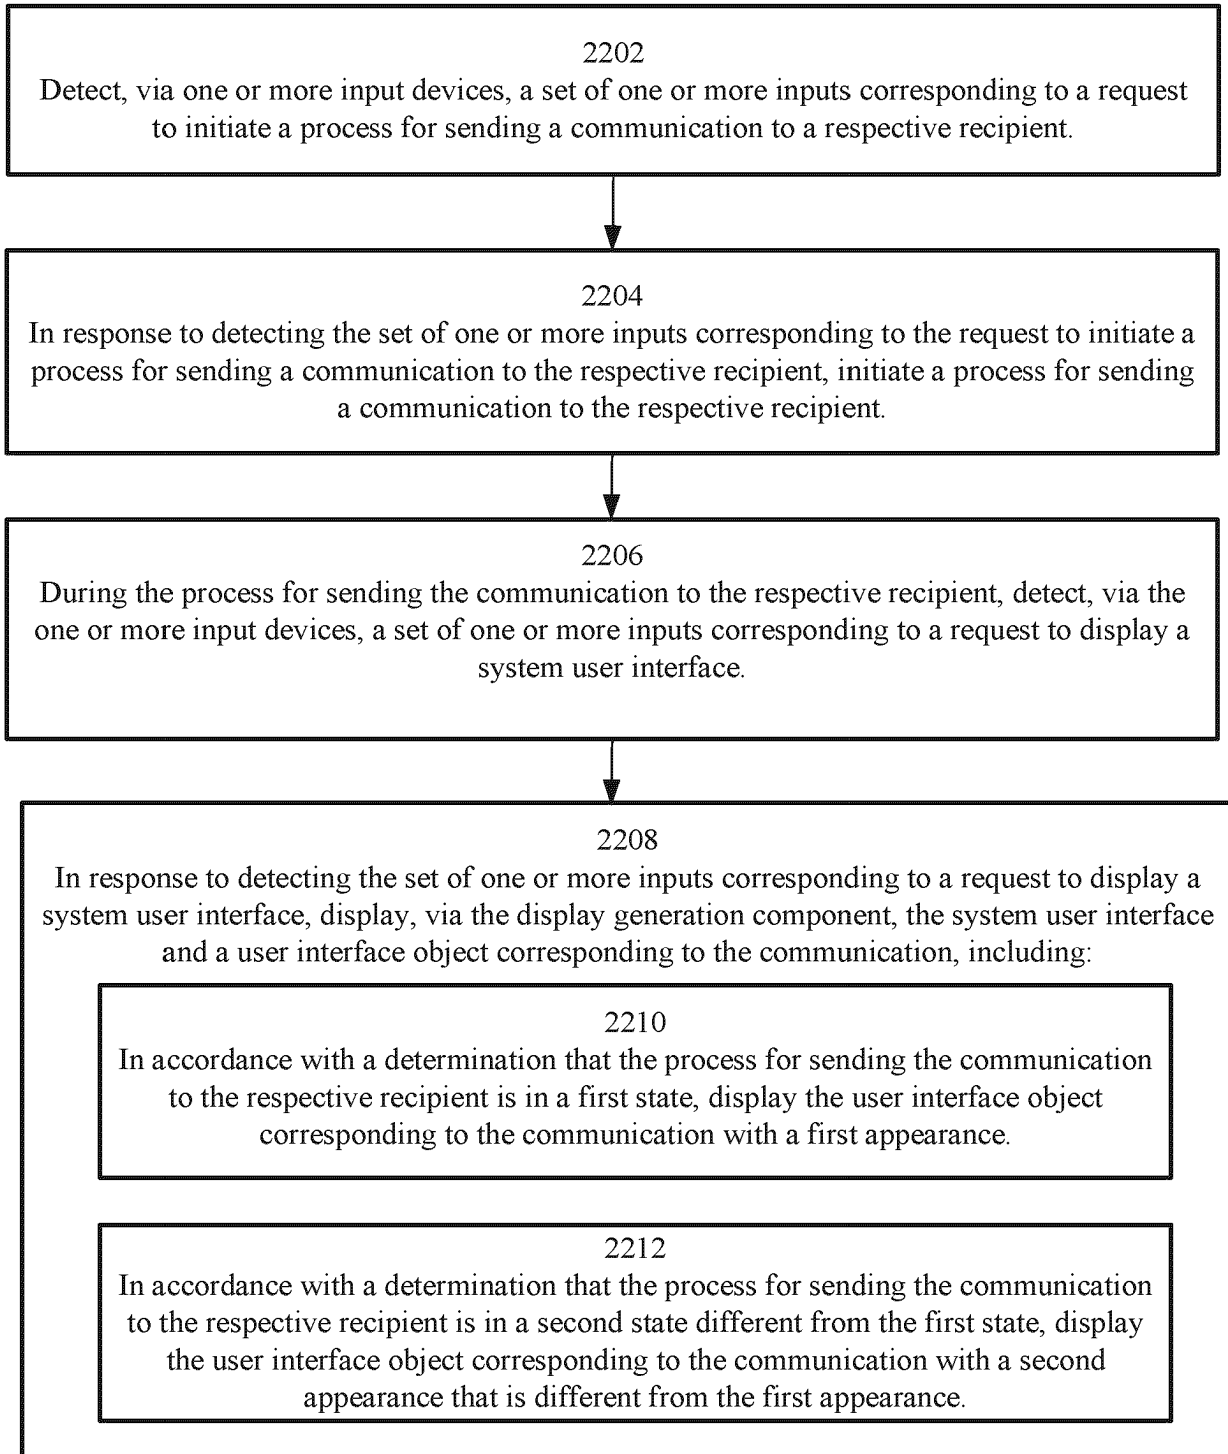 2202
Detect, via one or more input devices, a set of one or more inputs corresponding to a request
to initiate a process for sending a communication to a respective recipient.
2204
In response to detecting the set of one or more inputs corresponding to the request to initiate a
process for sending a communication to the respective recipient, initiate a process for sending
a communication to the respective recipient.
2206
During the process for sending the communication to the respective recipient, detect, via the
one or more input devices, a set of one or more inputs corresponding to a request to display a
system user interface.
2208
In response to detecting the set of one or more inputs corresponding to a request to display a
system user interface, display, via the display generation component, the system user interface
and a user interface object corresponding to the communication, including:
2210
In accordance with a determination that the process for sending the communication
to the respective recipient is in a first state, display the user interface object
corresponding to the communication with a first appearance.
2212
In accordance with a determination that the process for sending the communication
to the respective recipient is in a second state different from the first state, display
the user interface object corresponding to the communication with a second
appearance that is different from the first appearance.